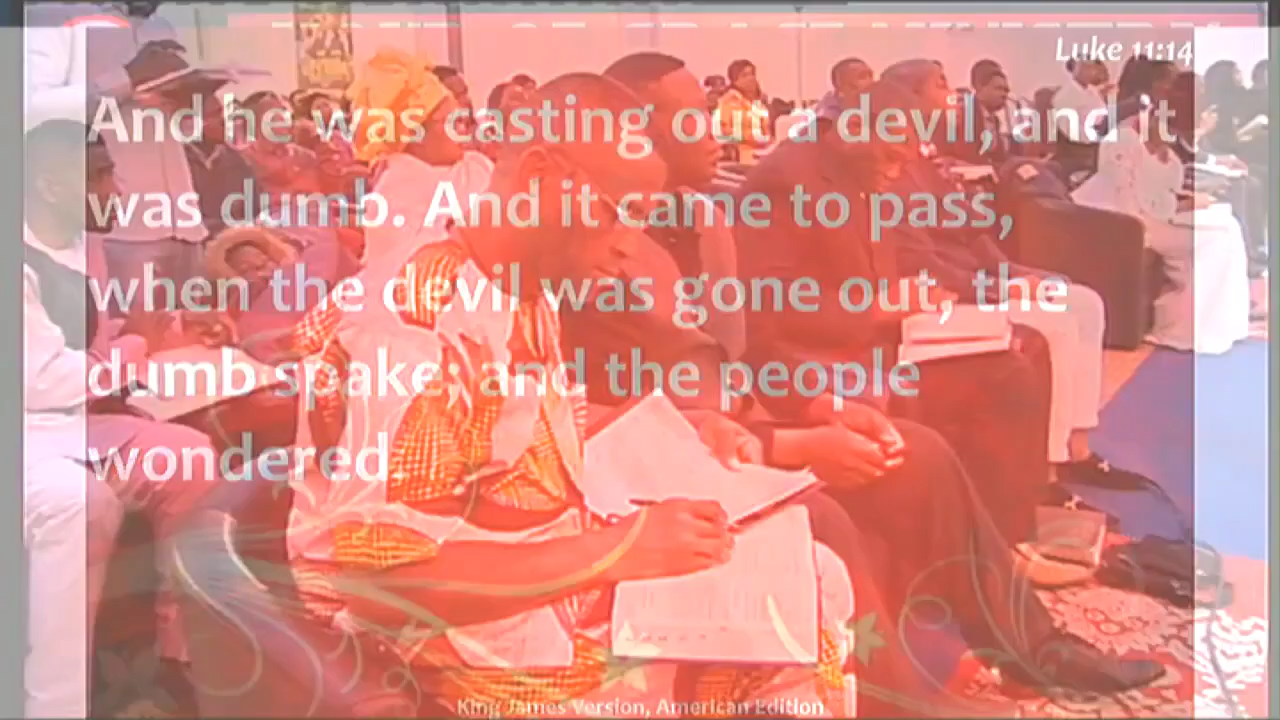 Luke 11:14
And he was casting out a devil, and it
was dumb. And it came to pass,
when the devil was gone out, the
dumb spake; and the people
wondered.
King James Version, American Edition